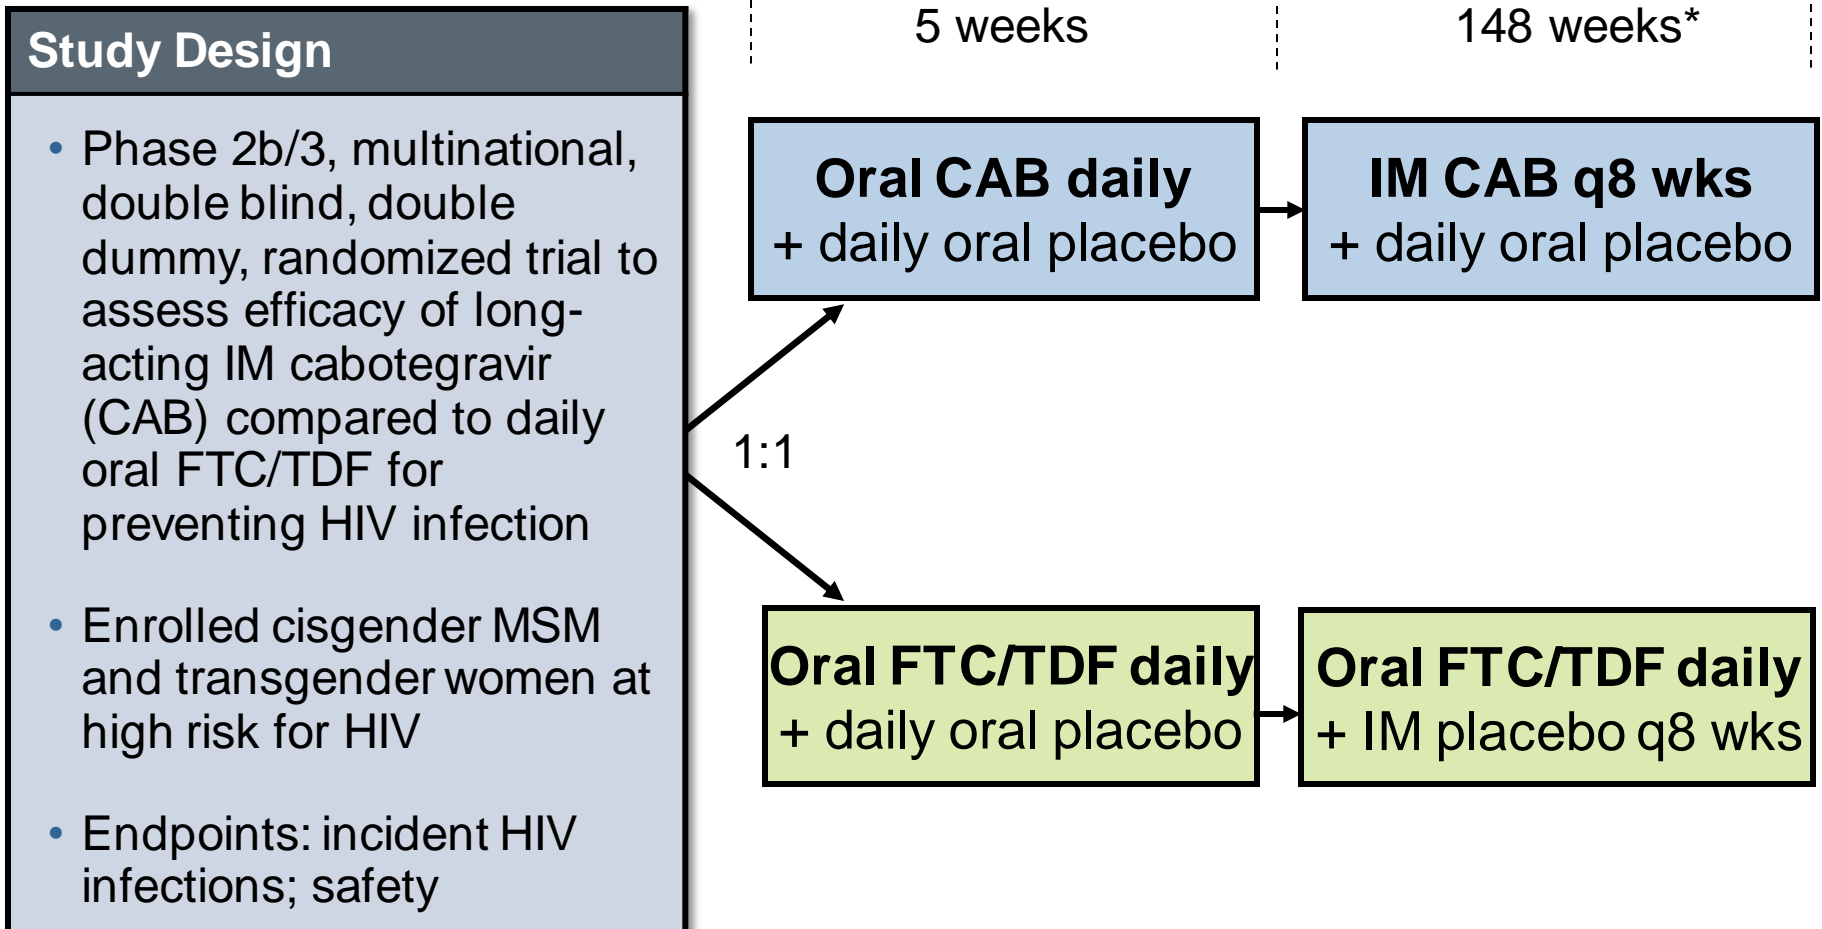 Study Design
• Phase 2b/3, multinational,
double blind, double
dummy, randomized trial to
assess efficacy of long-
acting IM cabotegravir
(CAB) compared to daily
oral FTC/TDF for
preventing HIV infection
• Enrolled cisgender MSM
and transgender women at
high risk for HIV
• Endpoints: incident HIV
infections; safety
5 weeks
148 weeks*
Oral CAB daily
+ daily oral placebo
IM CAB q8 wks
+ daily oral placebo
1:1
Oral FTC/TDF daily
+ daily oral placebo
Oral FTC/TDF daily
+ IM placebo q8 wks